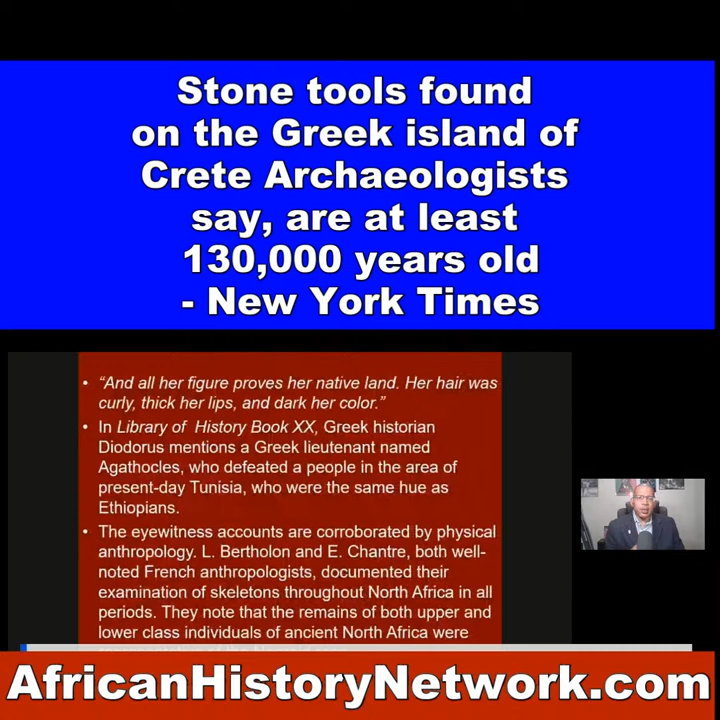 Stone tools found
on the Greek island of
Crete Archaeologists
say, are at least
130,000 years old
- New York Times
• “And all her figure proves her native land. Her hair was
curly, thick her lips, and dark her color.”
• In Library of History Book XX, Greek historian
Diodorus mentions a Greek lieutenant named
Agathocles, who defeated a people in the area of
present-day Tunisia, who were the same hue as
Ethiopians.
• The eyewitness accounts are corroborated by physical
anthropology. L. Bertholon and E. Chantre, both well-
noted French anthropologists, documented their
examination of skeletons throughout North Africa in all
periods. They note that the remains of both upper and
lower class individuals of ancient North Africa were
AfricanHistoryNetwork.com